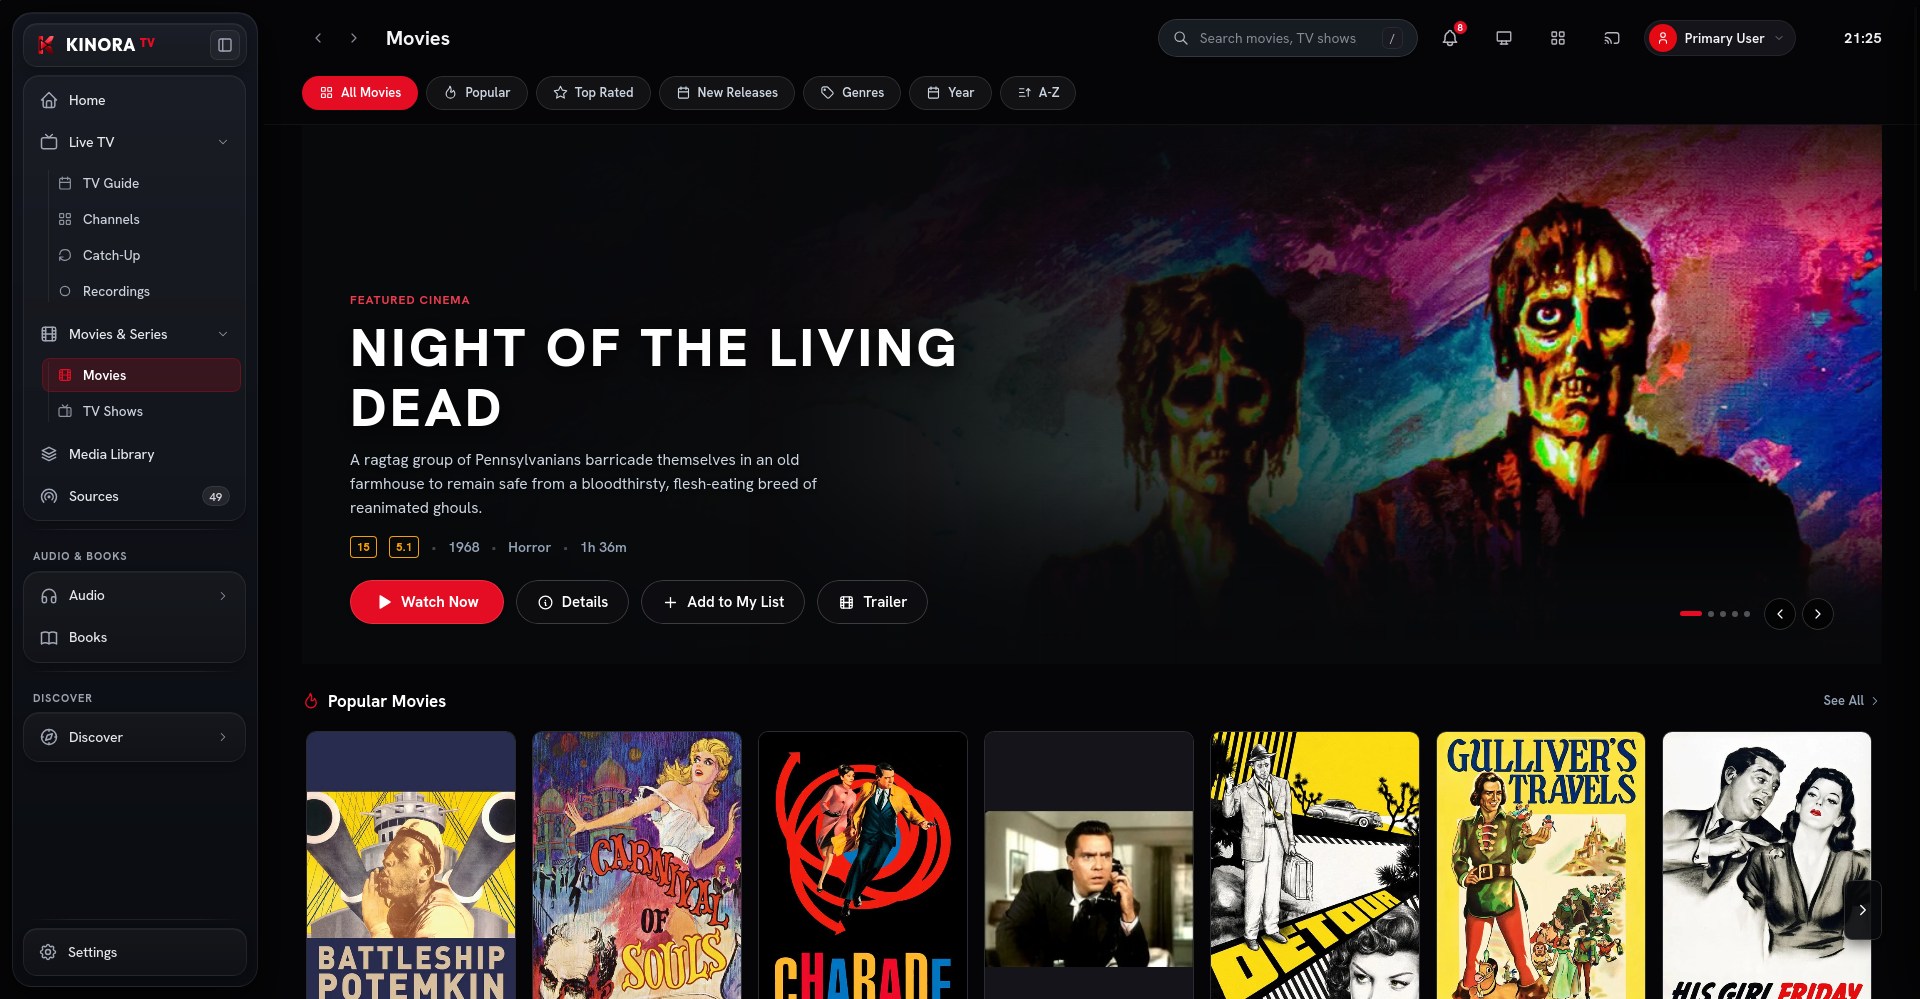 KINORA TV
Home
Live TV
TV Guide
Channels
Catch-Up
Recordings
Movies & Series
Movies
TV Shows
Media Library
Sources 49
AUDIO & BOOKS
Audio
Books
DISCOVER
Discover
Settings
Movies
Search movies, TV shows /
8
Primary User
21:25
All Movies
Popular
Top Rated
New Releases
Genres
Year
A-Z
FEATURED CINEMA
NIGHT OF THE LIVING
DEAD
A ragtag group of Pennsylvanians barricade themselves in an old
farmhouse to remain safe from a bloodthirsty, flesh-eating breed of
reanimated ghouls.
15 5.1 • 1968 • Horror • 1h 36m
Watch Now
Details
Add to My List
Trailer
Popular Movies
See All
BATTLESHIP
POTEMKIN
CARNIVAL
OF
SOULS
CHARADE
DETOUR
GULLIVER'S
TRAVELS
HIS GIRL FRIDAY